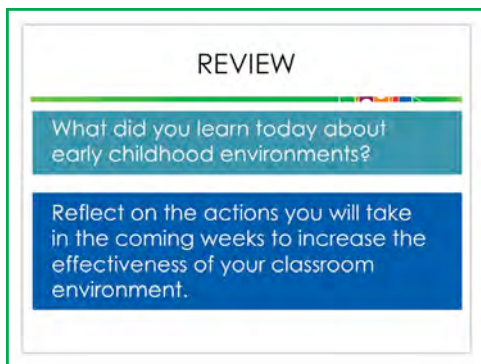 REVIEW
What did you learn today about
early childhood environments?
Reflect on the actions you will take
in the coming weeks to increase the
effectiveness of your classroom
environment.